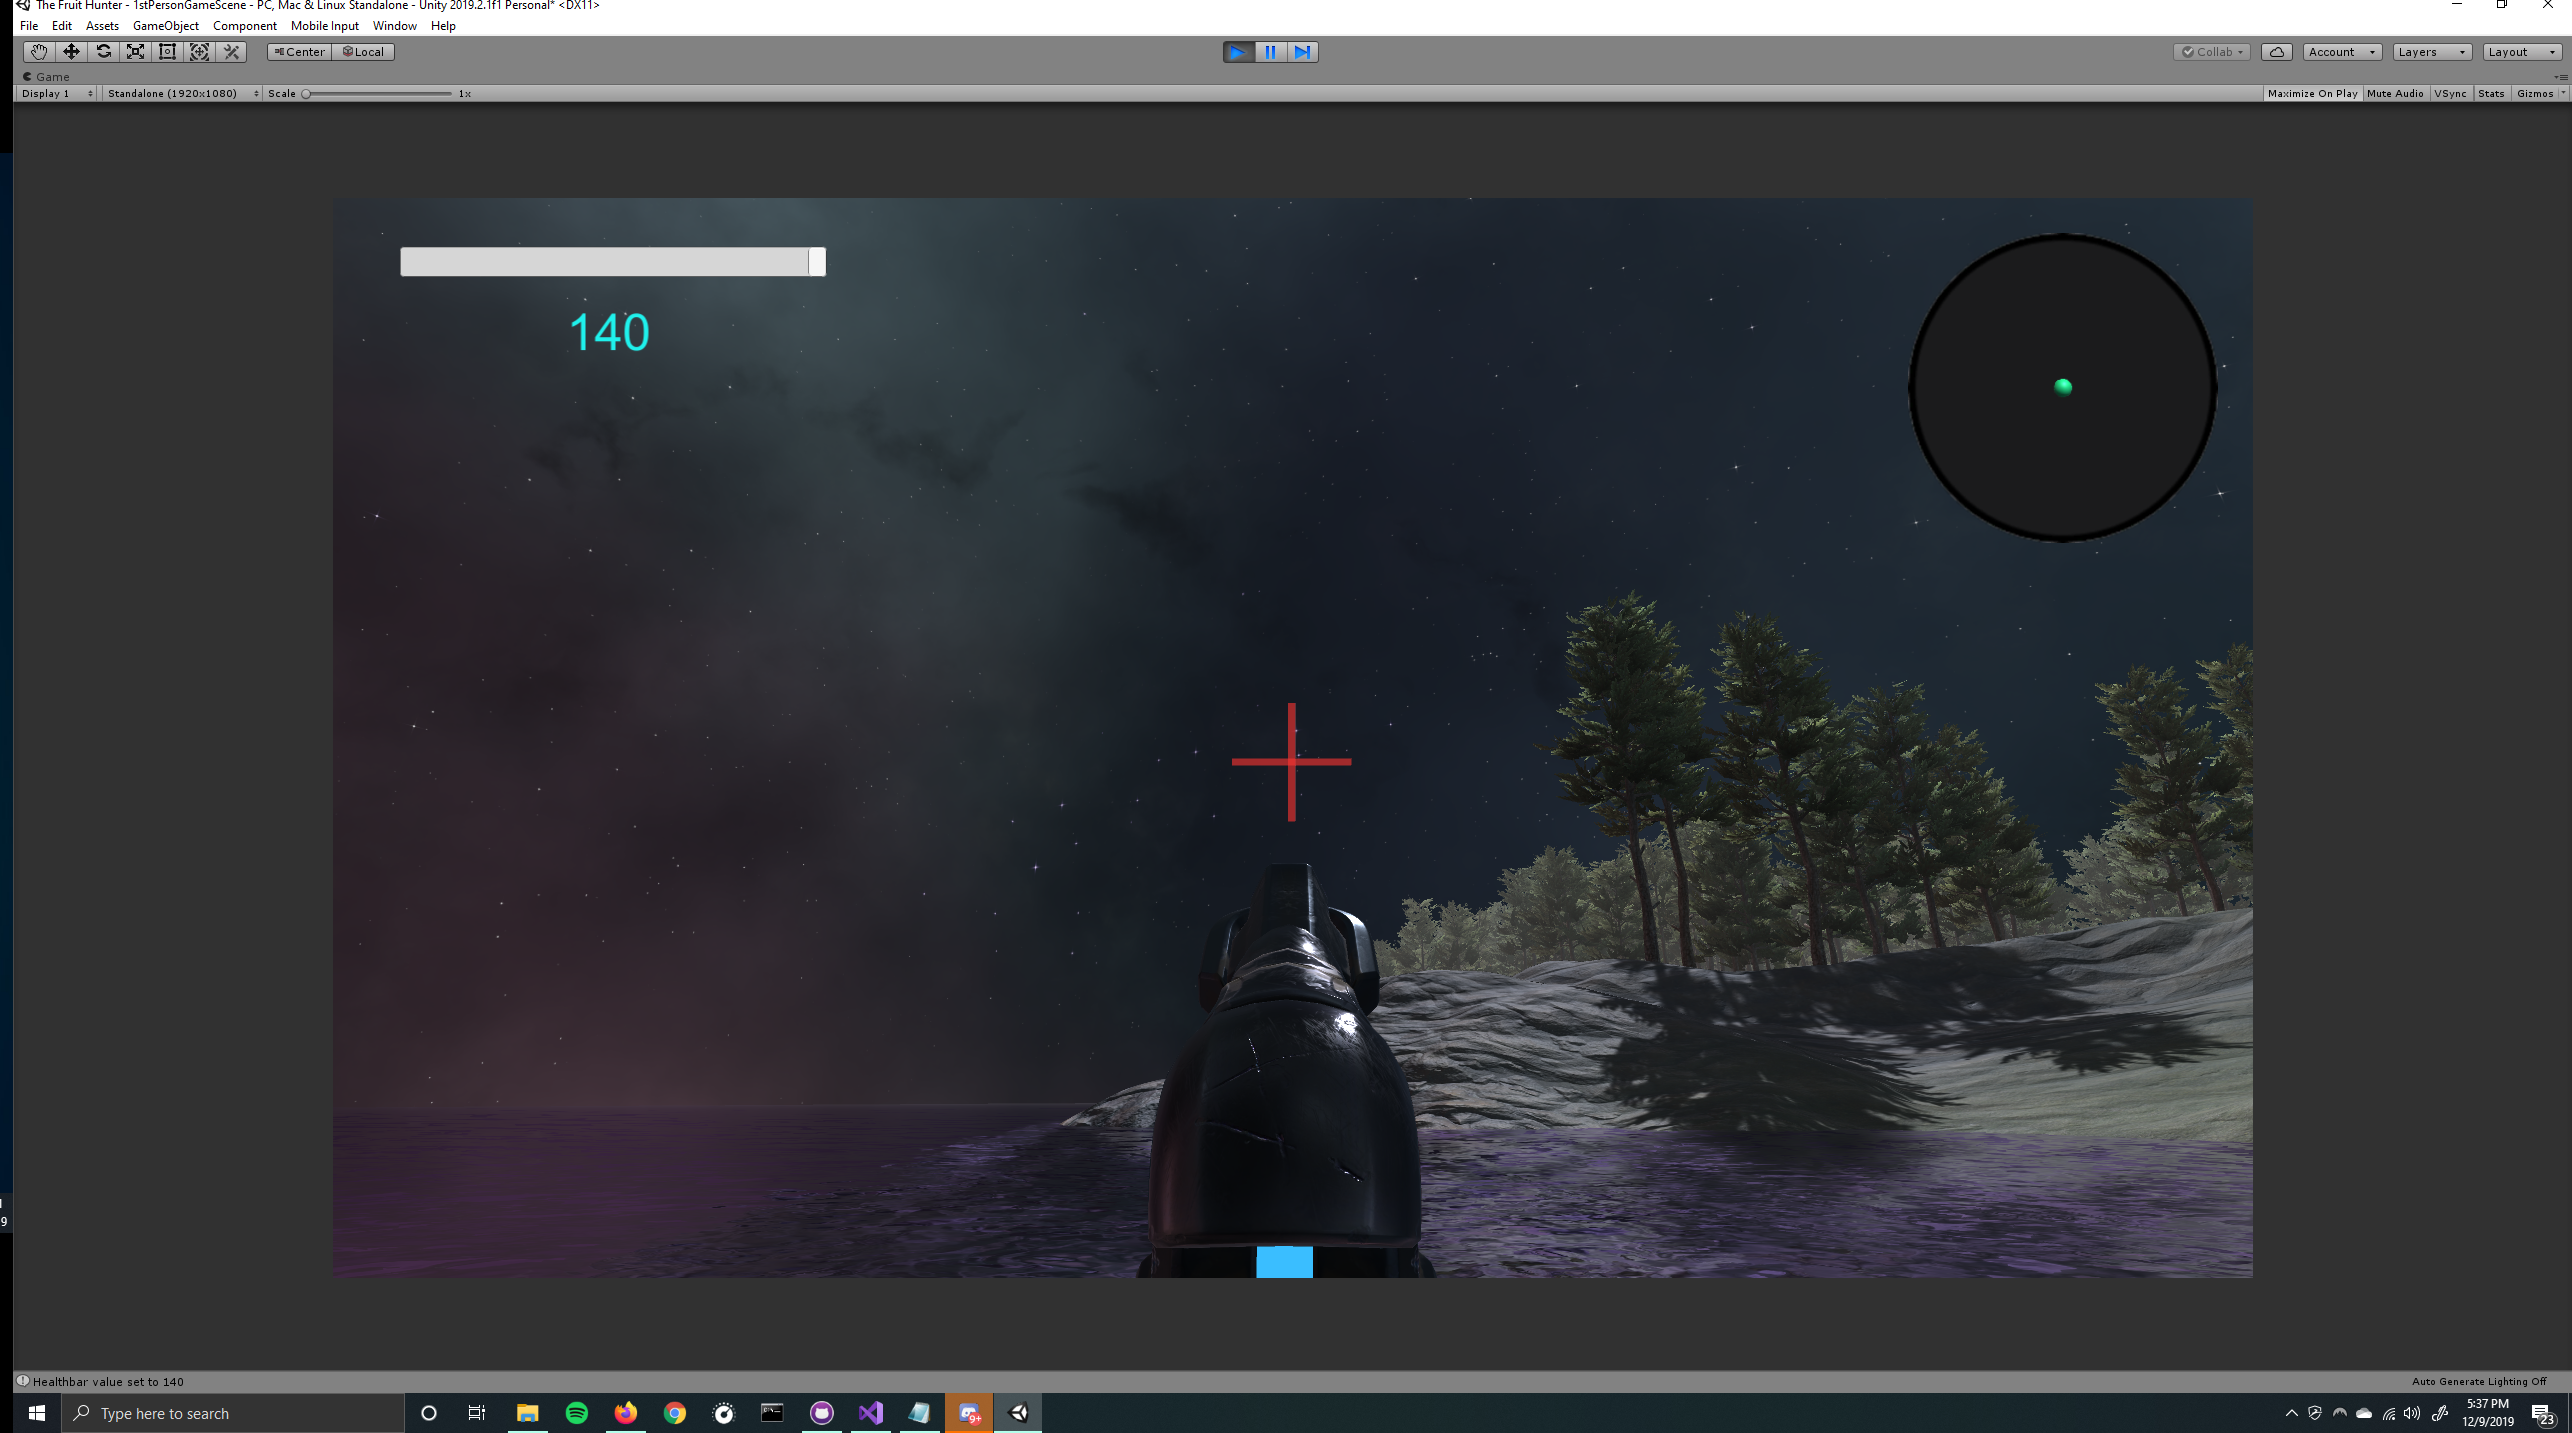 The Fruit Hunter - 1stPersonGameScene - PC, Mac & Linux Standalone - Unity 2019.2.1f1 Personal* <DX11>
File Edit Assets GameObject Component Mobile Input Window Help
Center Local Collab Account Layers Layout
Game
Display 1 Standalone (1920x1080) Scale 1x Maximize On Play Mute Audio VSync Stats Gizmos
140
9
Healthbar value set to 140
Auto Generate Lighting Off
Type here to search
9+
5:37 PM
12/9/2019
23